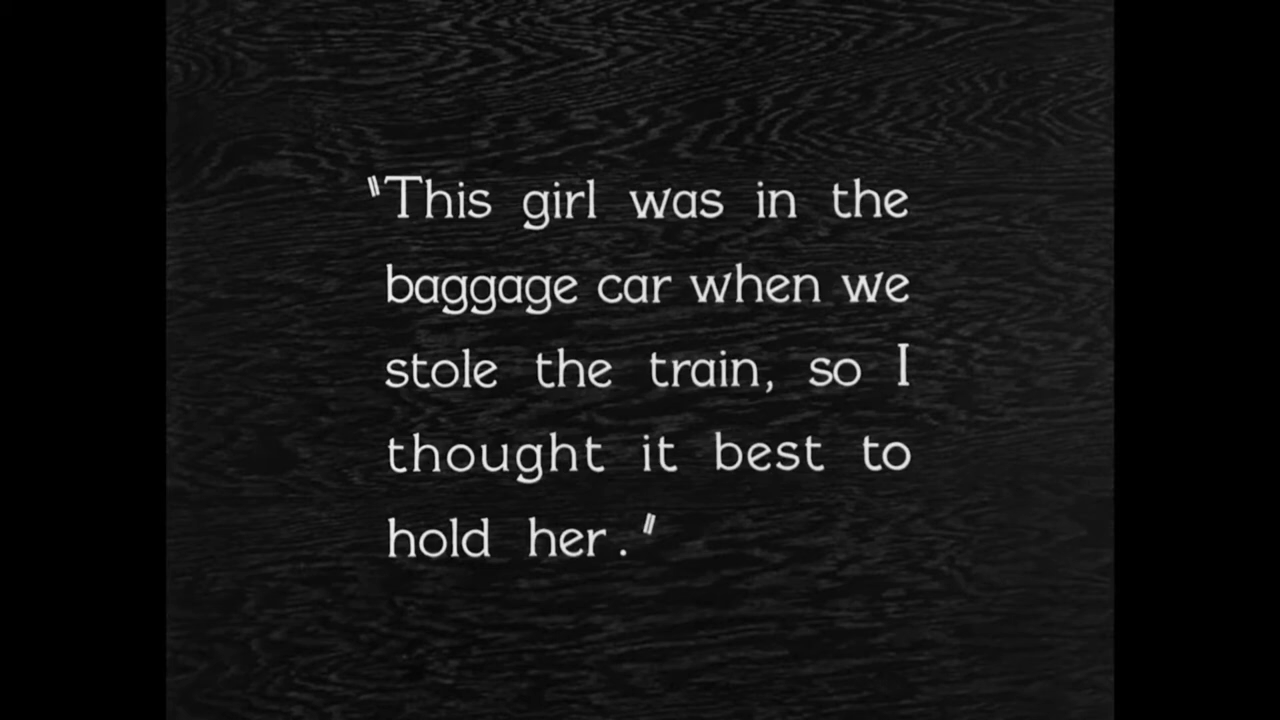 "This girl was in the
baggage car when we
stole the train, so I
thought it best to
hold her."